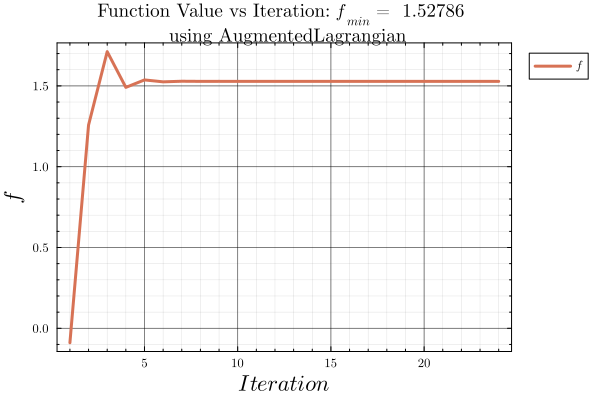 Function Value vs Iteration: f_min = 1.52786
using AugmentedLagrangian
f
1.5
1.0
0.5
0.0
f
5 10 15 20
Iteration